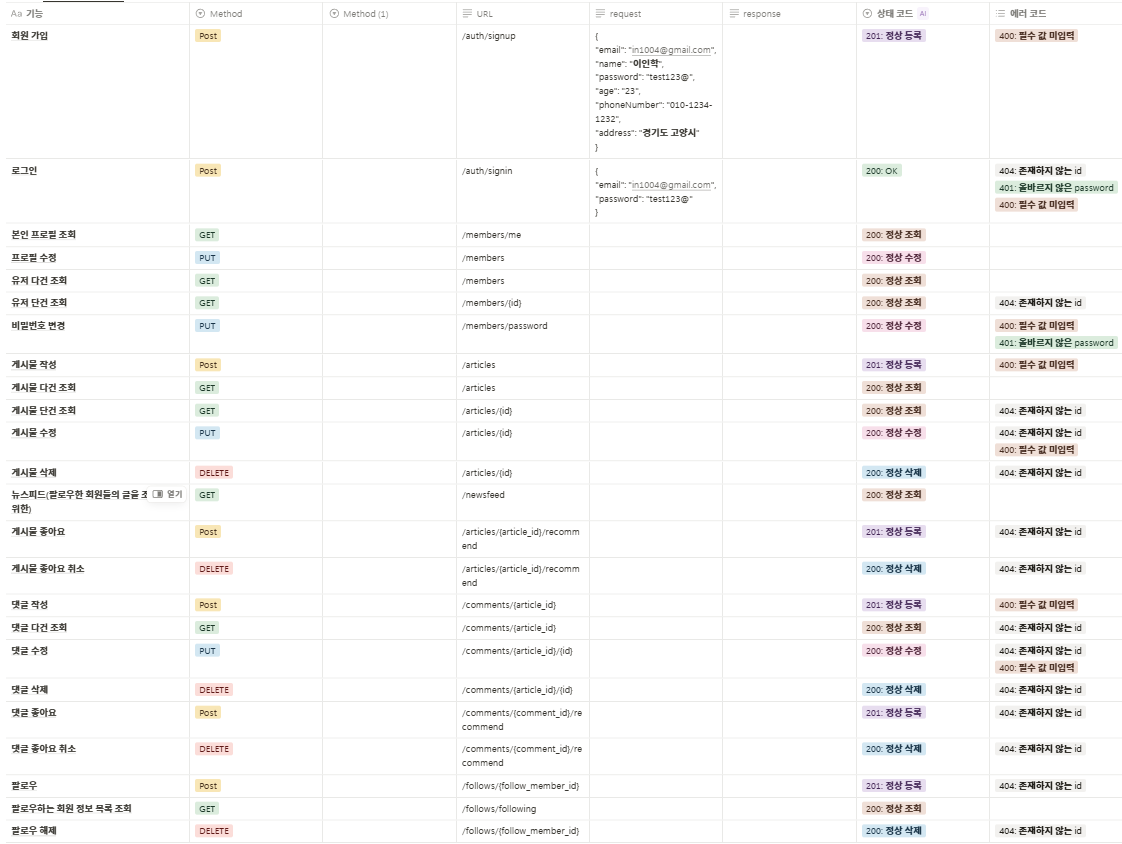 Aa 기능 Method Method (1) URL request response 상태 코드 AI 에러 코드
회원 가입 Post /auth/signup { 201: 정상 등록 400: 필수 값 미입력
"email": "in1004@gmail.com",
"name": "이인학",
"password": "test123@",
"age": "23",
"phoneNumber": "010-1234-
1232",
"address": "경기도 고양시"
}
로그인 Post /auth/signin { 200: OK 404: 존재하지 않는 id
"email": "in1004@gmail.com", 401: 올바르지 않은 password
"password": "test123@" 400: 필수 값 미입력
}
본인 프로필 조회 GET /members/me 200: 정상 조회
프로필 수정 PUT /members 200: 정상 수정
유저 다건 조회 GET /members 200: 정상 조회
유저 단건 조회 GET /members/{id} 200: 정상 조회 404: 존재하지 않는 id
비밀번호 변경 PUT /members/password 200: 정상 수정 400: 필수 값 미입력
401: 올바르지 않은 password
게시물 작성 Post /articles 201: 정상 등록 400: 필수 값 미입력
게시물 다건 조회 GET /articles 200: 정상 조회
게시물 단건 조회 GET /articles/{id} 200: 정상 조회 404: 존재하지 않는 id
게시물 수정 PUT /articles/{id} 200: 정상 수정 404: 존재하지 않는 id
400: 필수 값 미입력
게시물 삭제 DELETE /articles/{id} 200: 정상 삭제 404: 존재하지 않는 id
뉴스피드(팔로우한 회원들의 글을 조 열기 GET /newsfeed 200: 정상 조회
위한)
게시물 좋아요 Post /articles/{article_id}/recomm 201: 정상 등록 404: 존재하지 않는 id
end
게시물 좋아요 취소 DELETE /articles/{article_id}/recomm 200: 정상 삭제 404: 존재하지 않는 id
end
댓글 작성 Post /comments/{article_id} 201: 정상 등록 400: 필수 값 미입력
댓글 다건 조회 GET /comments/{article_id} 200: 정상 조회 404: 존재하지 않는 id
댓글 수정 PUT /comments/{article_id}/{id} 200: 정상 수정 404: 존재하지 않는 id
400: 필수 값 미입력
댓글 삭제 DELETE /comments/{article_id}/{id} 200: 정상 삭제 404: 존재하지 않는 id
댓글 좋아요 Post /comments/{comment_id}/re 201: 정상 등록 404: 존재하지 않는 id
commend
댓글 좋아요 취소 DELETE /comments/{comment_id}/re 200: 정상 삭제 404: 존재하지 않는 id
commend
팔로우 Post /follows/{follow_member_id} 201: 정상 등록 404: 존재하지 않는 id
팔로우하는 회원 정보 목록 조회 GET /follows/following 200: 정상 조회
팔로우 해제 DELETE /follows/{follow_member_id} 200: 정상 삭제 404: 존재하지 않는 id